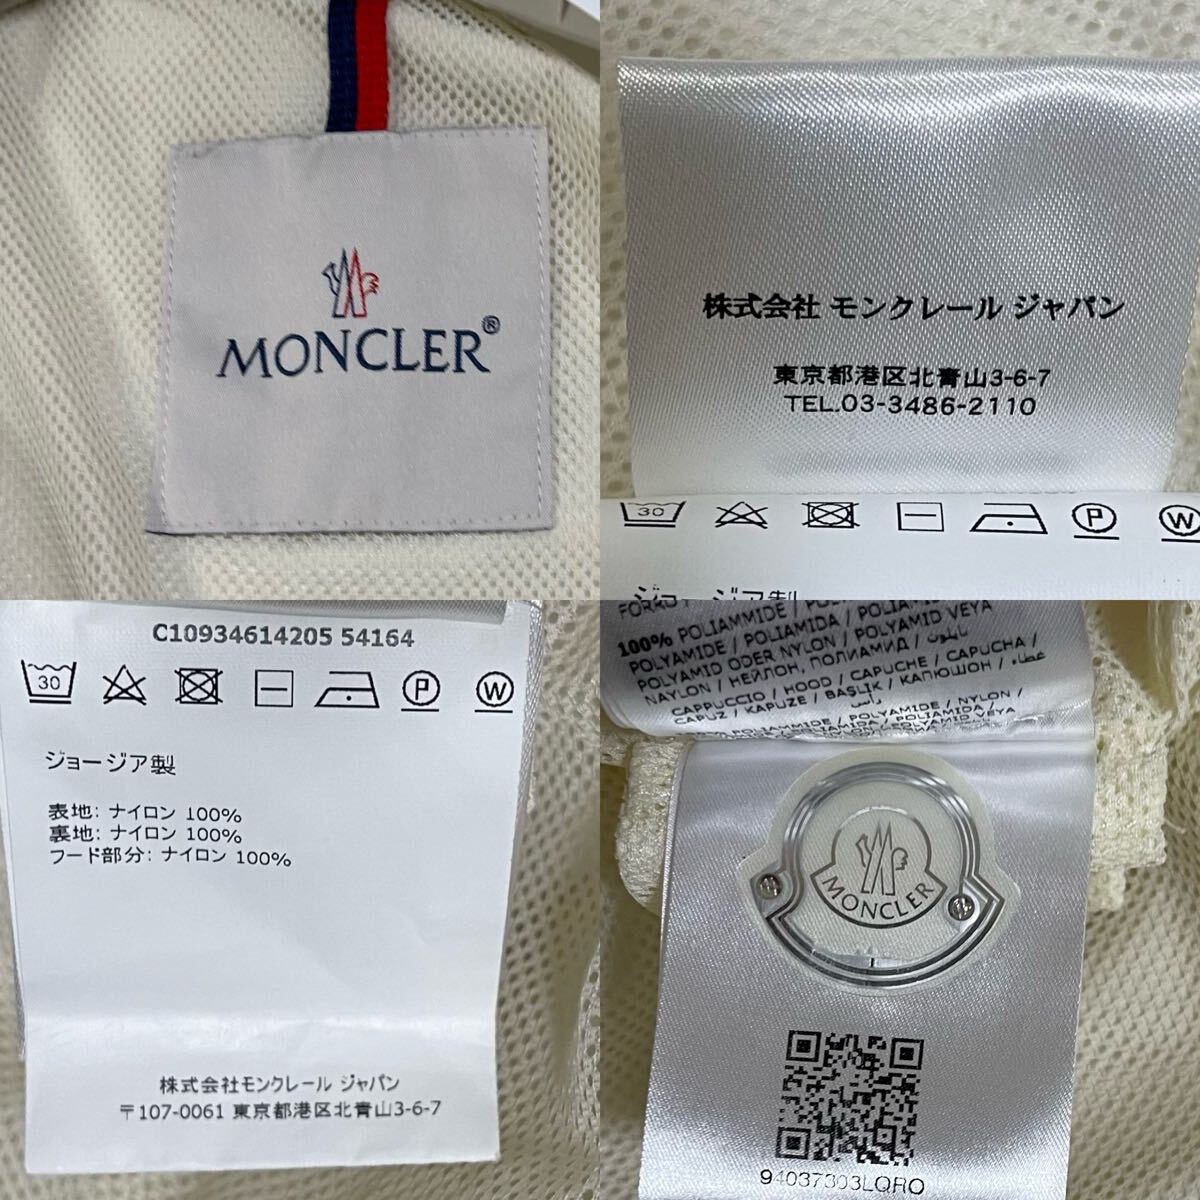 MONCLER®
株式会社 モンクレール ジャパン
東京都港区北青山3-6-7
TEL.03-3486-2110
30 P W
C10934614205 54164
30 P W
ジョージア製
表地: ナイロン 100%
裏地: ナイロン 100%
フード部分: ナイロン 100%
株式会社モンクレール ジャパン
〒107-0061 東京都港区北青山3-6-7
100% POLIAMMIDE /
POLYAMIDE / POLIAMIDA / POLIAMIDA /
POLYAMID ODER NYLON / POLYAMID VEYA
NAYLON / НЕЙЛОН, ПОЛИАМИД / نايلون
CAPPUCCIO / HOOD / CAPUCHE / CAPUCHA /
CAPUZ / KAPUZE / BAŞLIK / КАПЮШОН / غطاء
رأس
MONCLER
94037303LQRO